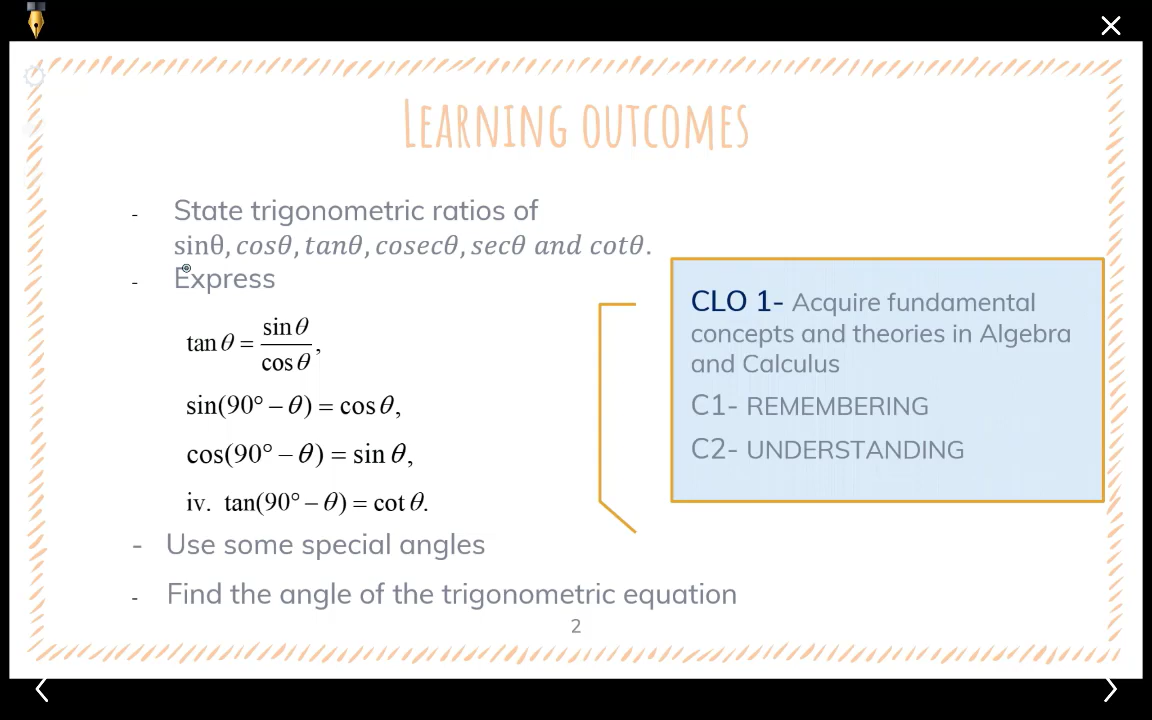 LEARNING OUTCOMES
- State trigonometric ratios of
sinθ, cosθ, tanθ, cosecθ, secθ and cotθ.
- Express
tan θ = sin θ / cos θ,
sin(90° − θ) = cos θ,
cos(90° − θ) = sin θ,
iv. tan(90° − θ) = cot θ.
- Use some special angles
- Find the angle of the trigonometric equation
CLO 1- Acquire fundamental
concepts and theories in Algebra
and Calculus
C1- REMEMBERING
C2- UNDERSTANDING
2